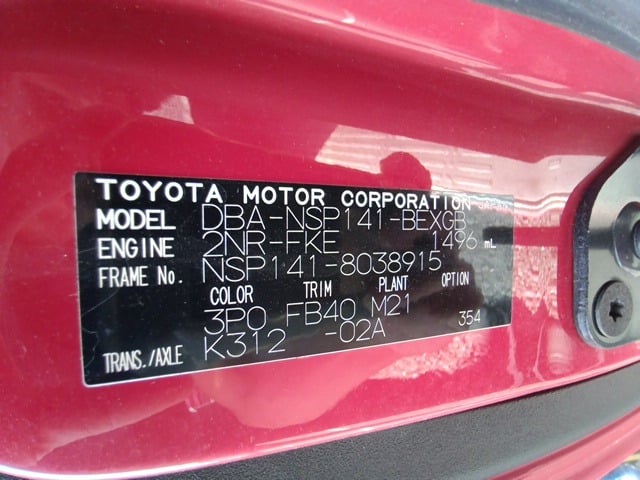 TOYOTA MOTOR CORPORATION JAPAN
MODEL DBA-NSP141-BEXGB
ENGINE 2NR-FKE 1496 mL
FRAME No. NSP141-8038915
COLOR TRIM PLANT OPTION
3P0 FB40 M21 354
TRANS./AXLE K312 -02A